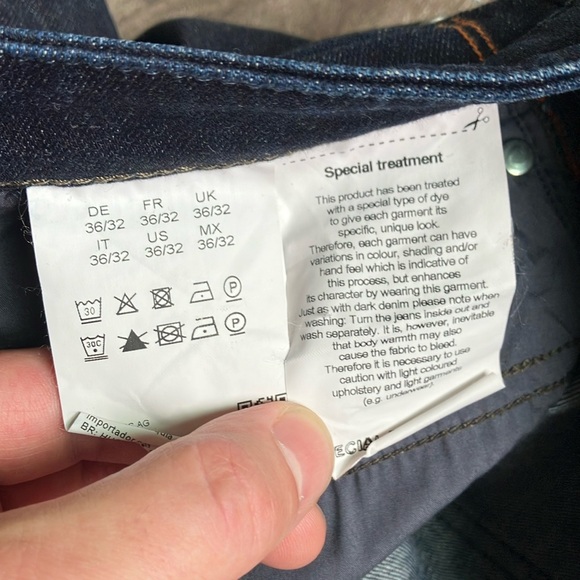 DE FR UK
36/32 36/32 36/32
IT US MX
36/32 36/32 36/32
30 P
30C P
AG
Importador
BR:
Special treatment
This product has been treated
with a special type of dye
to give each garment its
specific, unique look.
Therefore, each garment can have
variations in colour, shading and/or
hand feel which is indicative of
this process, but enhances
its character by wearing this garment.
Just as with dark denim please note when
washing: Turn the jeans inside out and
wash separately. It is, however, inevitable
that body warmth may also
cause the fabric to bleed.
Therefore it is necessary to use
caution with light coloured
upholstery and light garments
(e.g. underwear).